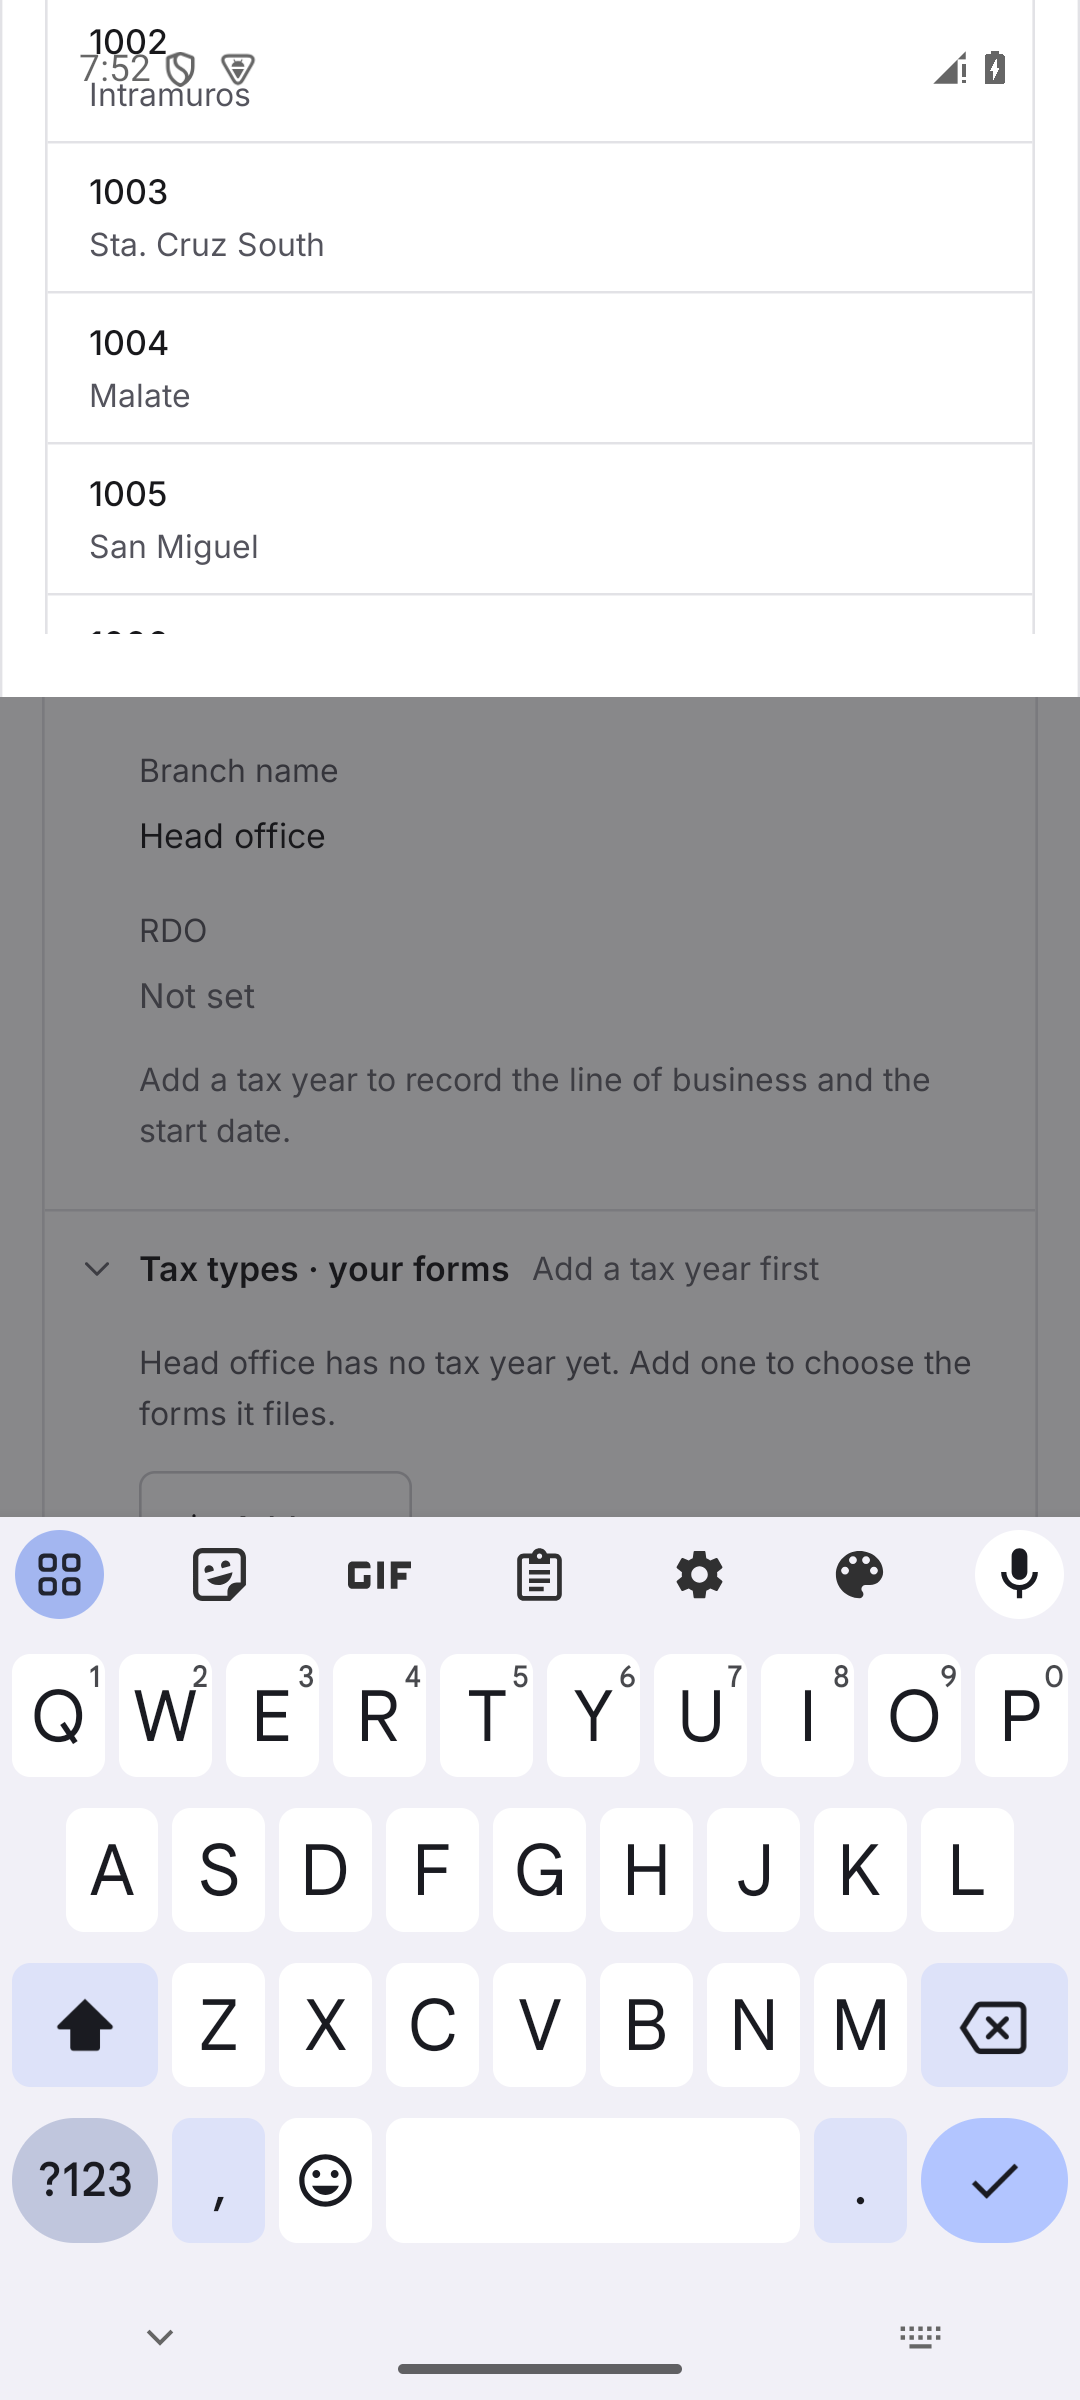 1002
7:52
Intramuros
1003
Sta. Cruz South
1004
Malate
1005
San Miguel
Branch name
Head office
RDO
Not set
Add a tax year to record the line of business and the
start date.
Tax types · your forms Add a tax year first
Head office has no tax year yet. Add one to choose the
forms it files.
GIF
Q 1 W 2 E 3 R 4 T 5 Y 6 U 7 I 8 O 9 P 0
A S D F G H J K L
Z X C V B N M
?123 , .